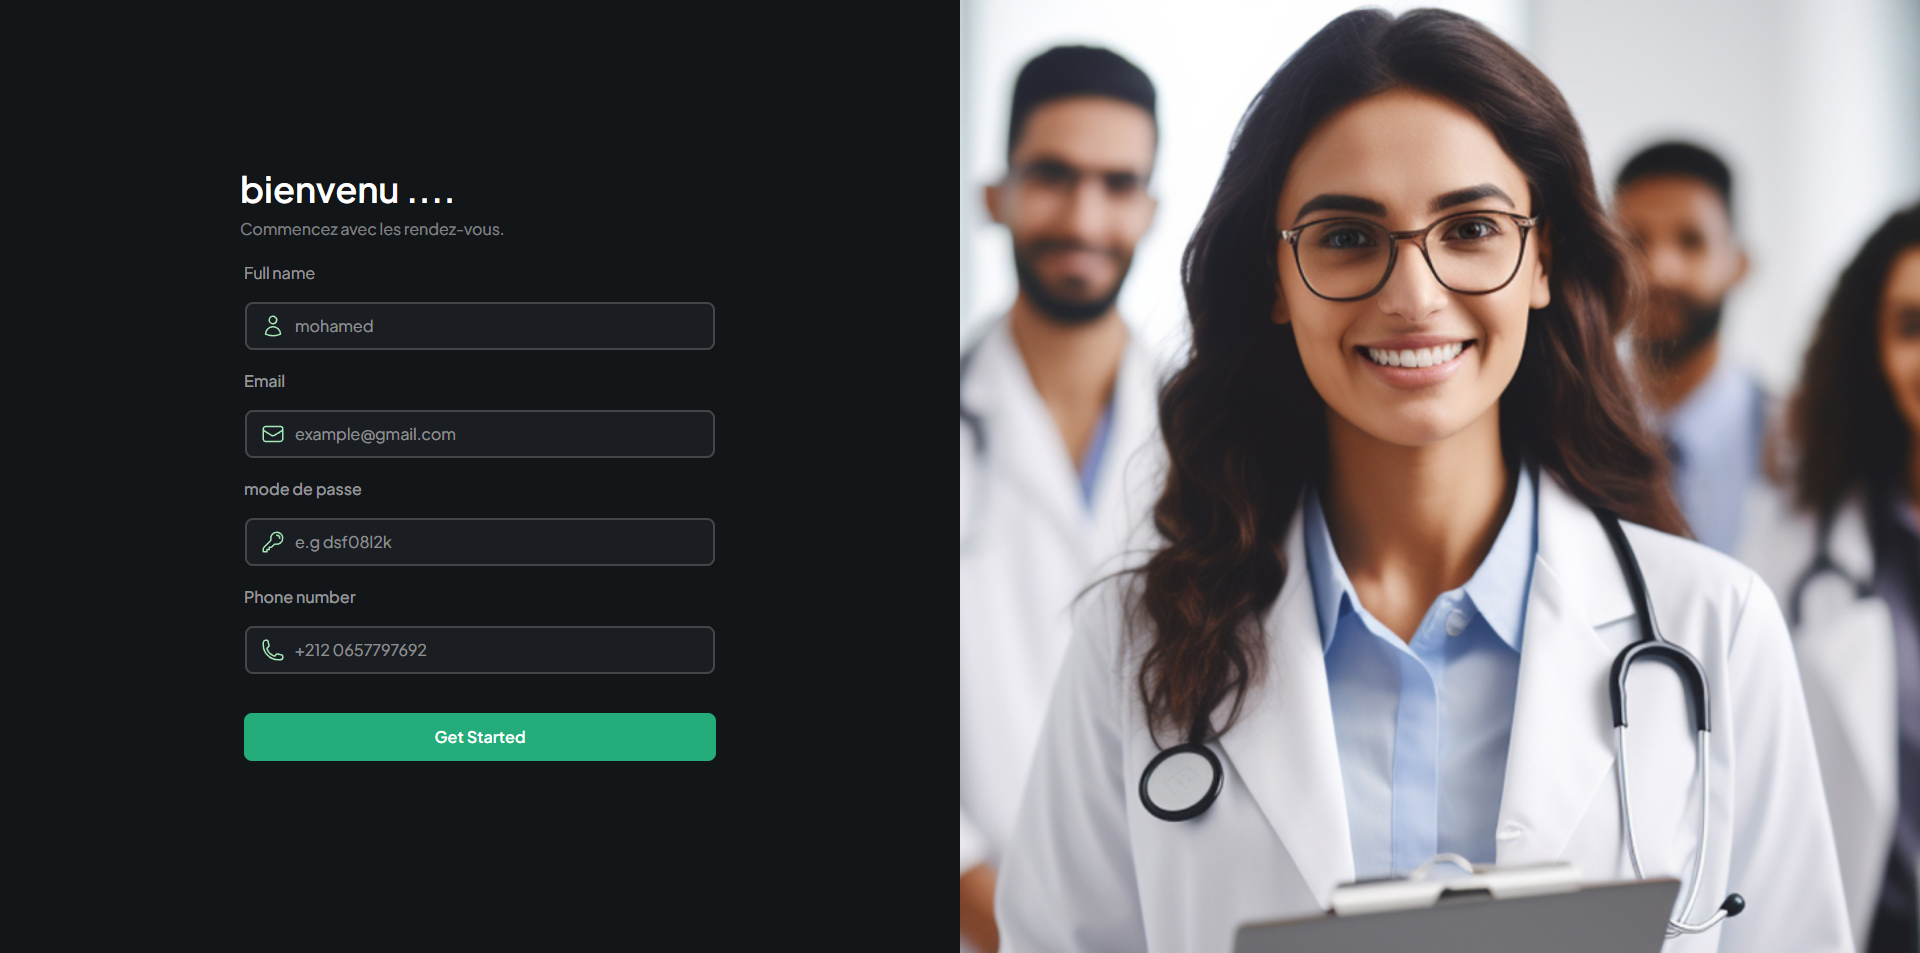 bienvenu ....
Commencez avec les rendez-vous.
Full name
mohamed
Email
example@gmail.com
mode de passe
e.g dsf08l2k
Phone number
+212 0657797692
Get Started